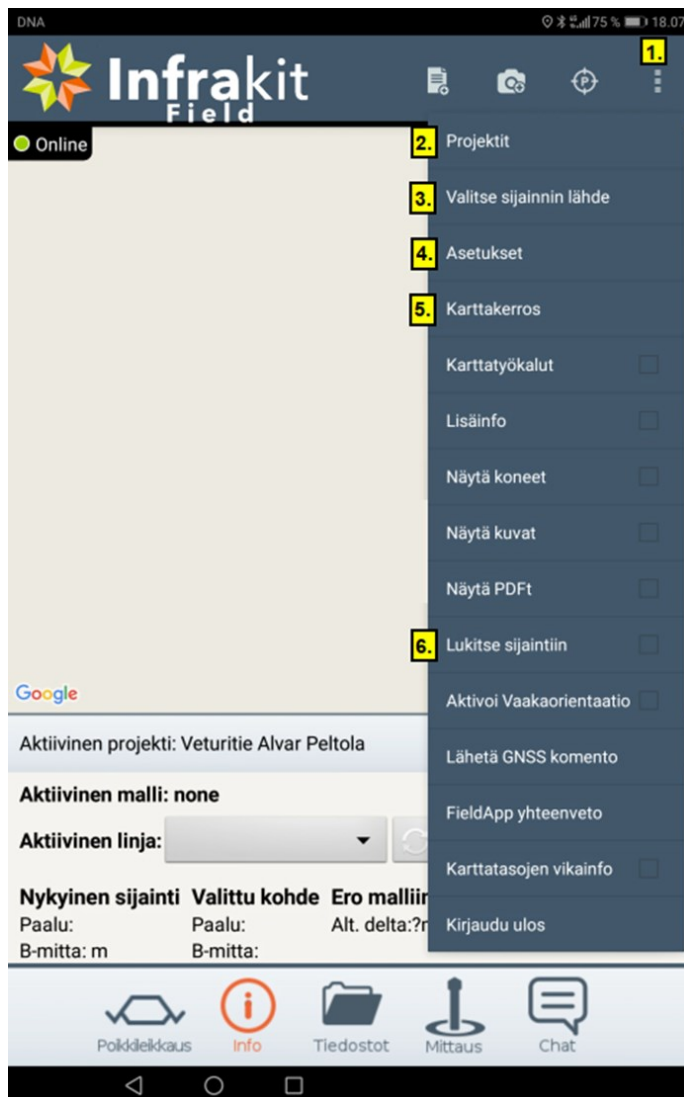 DNA 75 % 18.07
1.
Infrakit
Field
Online
2. Projektit
3. Valitse sijainnin lähde
4. Asetukset
5. Karttakerros
Karttatyökalut
Lisäinfo
Näytä koneet
Näytä kuvat
Näytä PDFt
6. Lukitse sijaintiin
Aktivoi Vaakaorientaatio
Lähetä GNSS komento
FieldApp yhteenveto
Karttatasojen vikainfo
Kirjaudu ulos
Google
Aktiivinen projekti: Veturitie Alvar Peltola
Aktiivinen malli: none
Aktiivinen linja:
Nykyinen sijainti Valittu kohde Ero malliin
Paalu: Paalu: Alt. delta:?
B-mitta: m B-mitta:
Poikkileikkaus Info Tiedostot Mittaus Chat